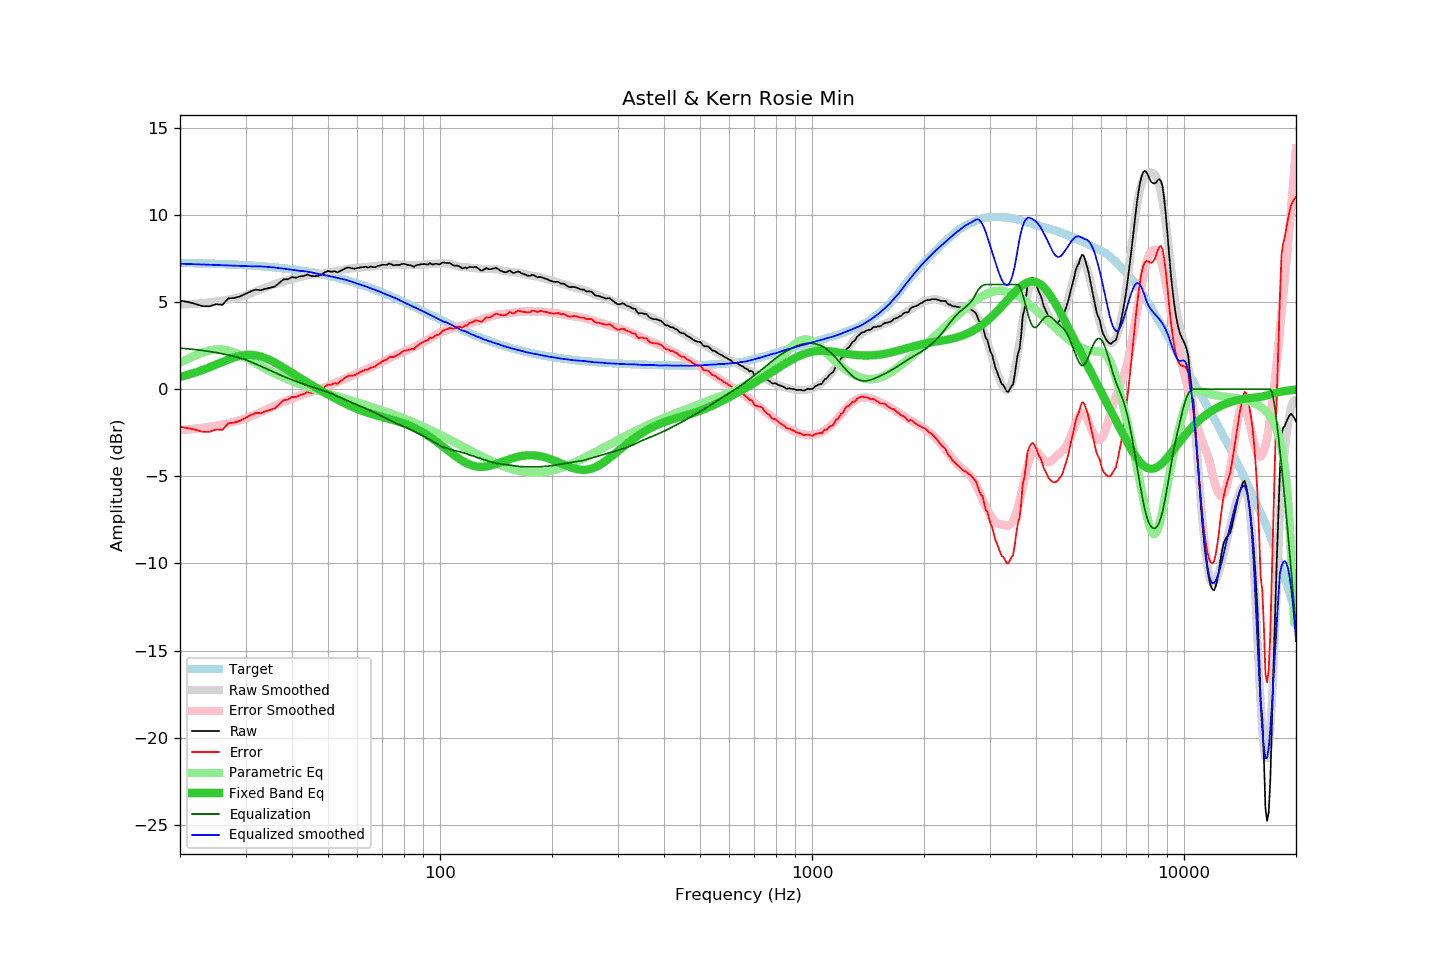 Astell & Kern Rosie Min
15
10
5
0
−5
−10
−15
−20
−25
Amplitude (dBr)
Target
Raw Smoothed
Error Smoothed
Raw
Error
Parametric Eq
Fixed Band Eq
Equalization
Equalized smoothed
100
1000
10000
Frequency (Hz)